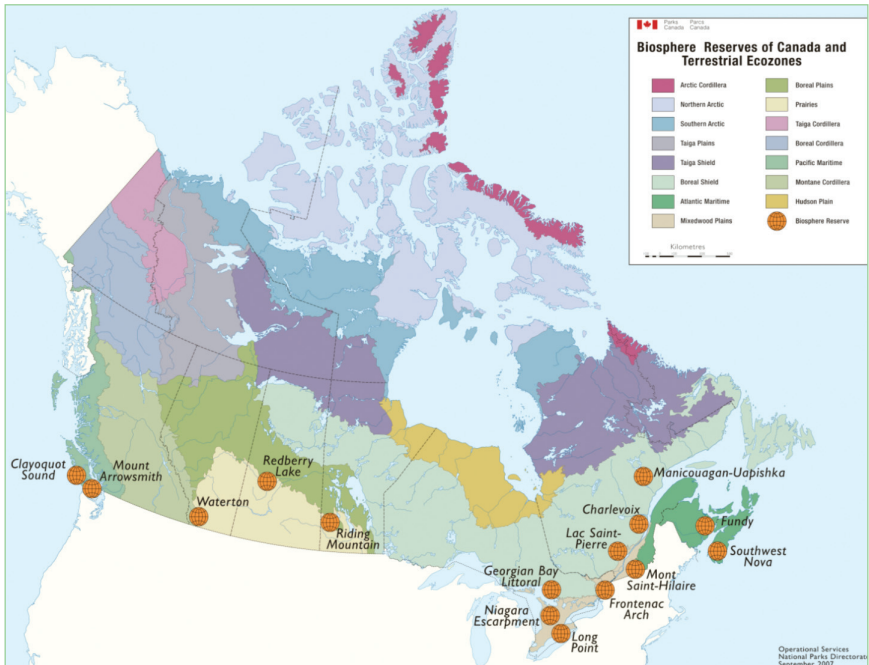 Parks Canada
Parcs Canada
Biosphere Reserves of Canada and
Terrestrial Ecozones
Arctic Cordillera
Northern Arctic
Southern Arctic
Taiga Plains
Taiga Shield
Boreal Shield
Atlantic Maritime
Mixedwood Plains
Boreal Plains
Prairies
Taiga Cordillera
Boreal Cordillera
Pacific Maritime
Montane Cordillera
Hudson Plain
Biosphere Reserve
Kilometres
Clayoquot
Sound
Mount
Arrowsmith
Waterton
Redberry
Lake
Riding
Mountain
Manicouagan-Uapishka
Charlevoix
Lac Saint-
Pierre
Fundy
Southwest
Nova
Mont
Saint-Hilaire
Georgian Bay
Littoral
Frontenac
Arch
Niagara
Escarpment
Long
Point
Operational Services
National Parks Directorate
September 2007